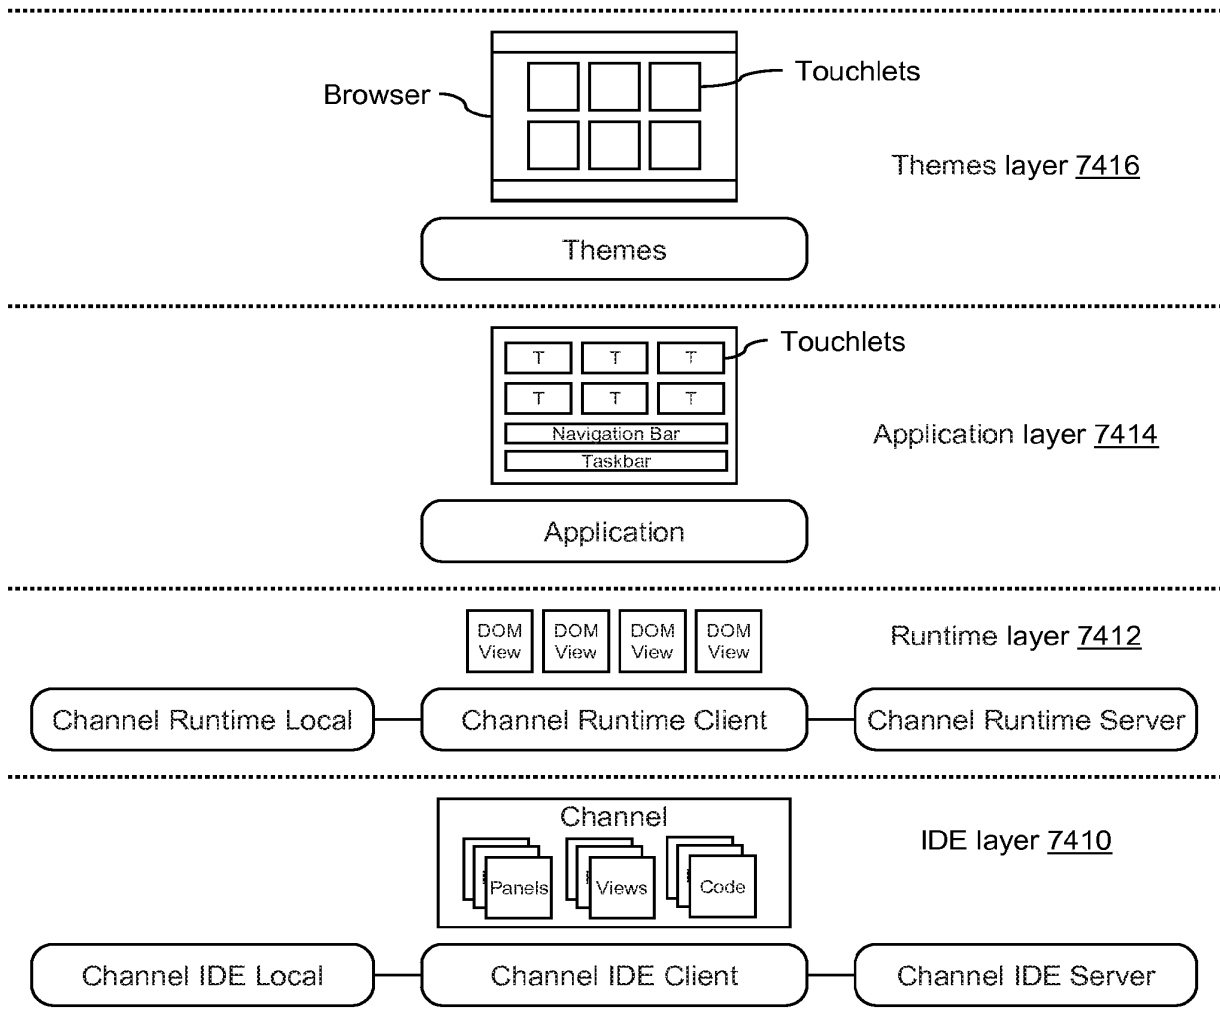 Touchlets
Browser
Themes layer 7416
Themes
Touchlets
T T T
T T T
Navigation Bar
Taskbar
Application layer 7414
Application
DOM View
DOM View
DOM View
DOM View
Runtime layer 7412
Channel Runtime Local
Channel Runtime Client
Channel Runtime Server
Channel
IDE layer 7410
Panels
Views
Code
Channel IDE Local
Channel IDE Client
Channel IDE Server